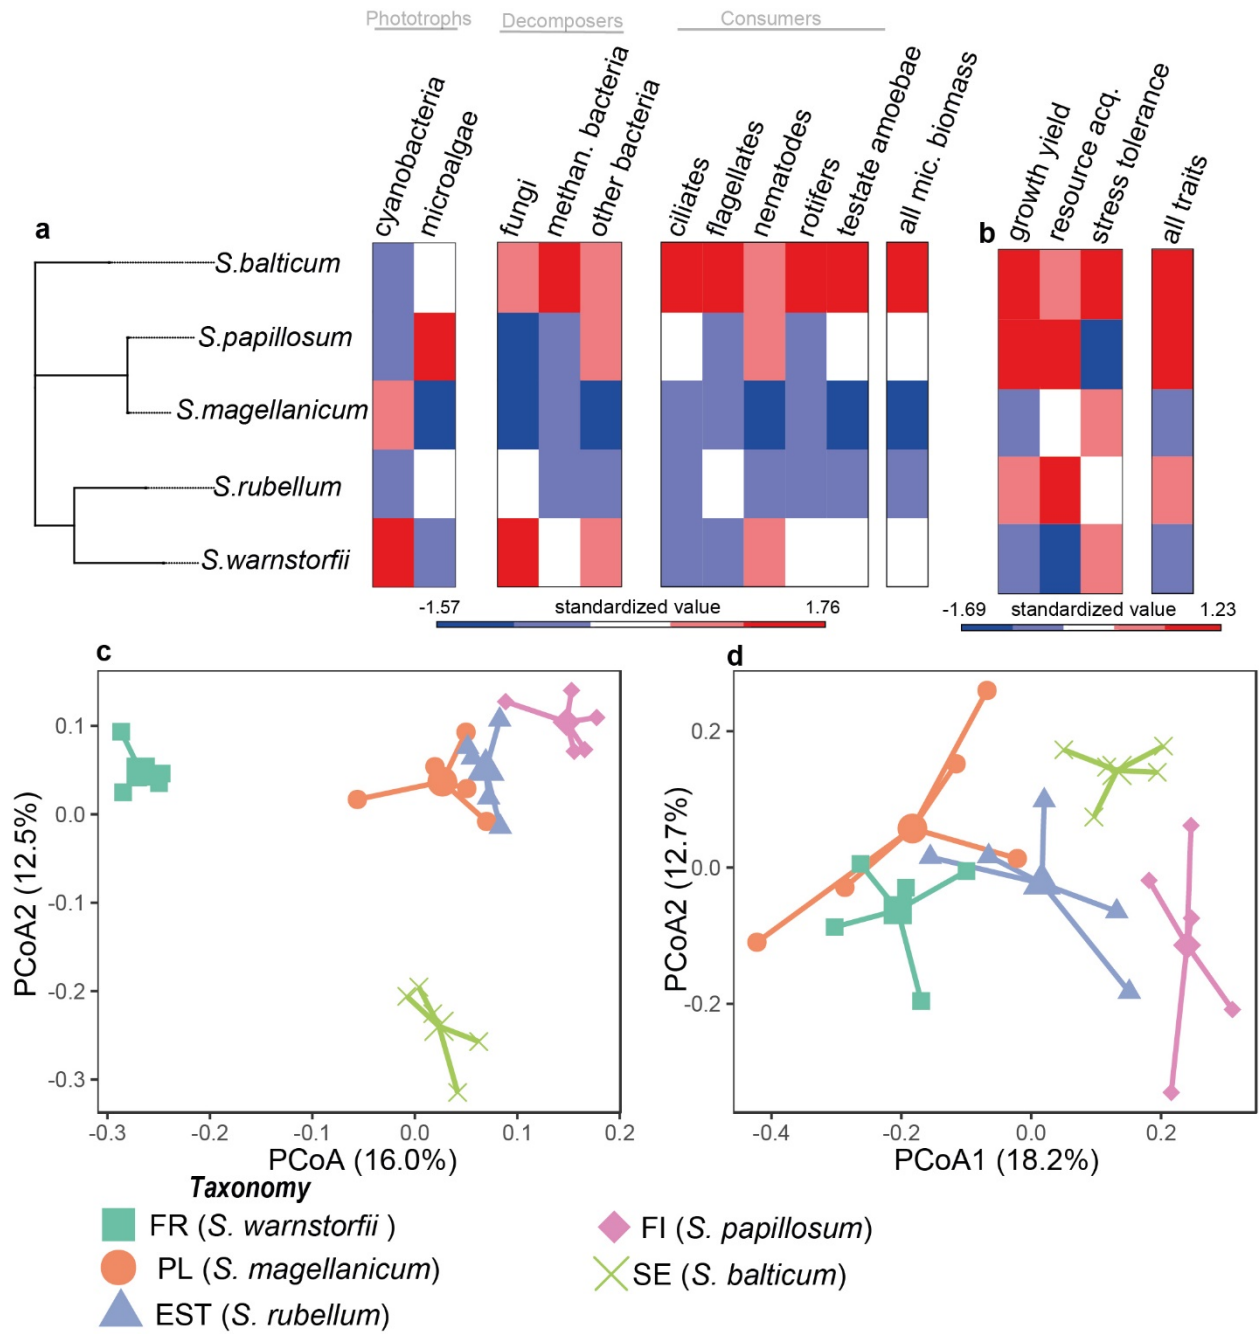 Phototrophs Decomposers Consumers
cyanobacteria microalgae fungi methan. bacteria other bacteria ciliates flagellates nematodes rotifers testate amoebae all mic. biomass growth yield resource acq. stress tolerance all traits
a
b
S.balticum
S.papillosum
S.magellanicum
S.rubellum
S.warnstorfii
-1.57 standardized value 1.76
-1.69 standardized value 1.23
c
d
PCoA2 (12.5%)
0.1
0.0
-0.1
-0.2
-0.3
-0.3 -0.2 -0.1 0.0 0.1 0.2
PCoA (16.0%)
PCoA2 (12.7%)
0.2
0.0
-0.2
-0.4 -0.2 0.0 0.2
PCoA1 (18.2%)
Taxonomy
FR (S. warnstorfii )
PL (S. magellanicum)
EST (S. rubellum)
FI (S. papillosum)
SE (S. balticum)